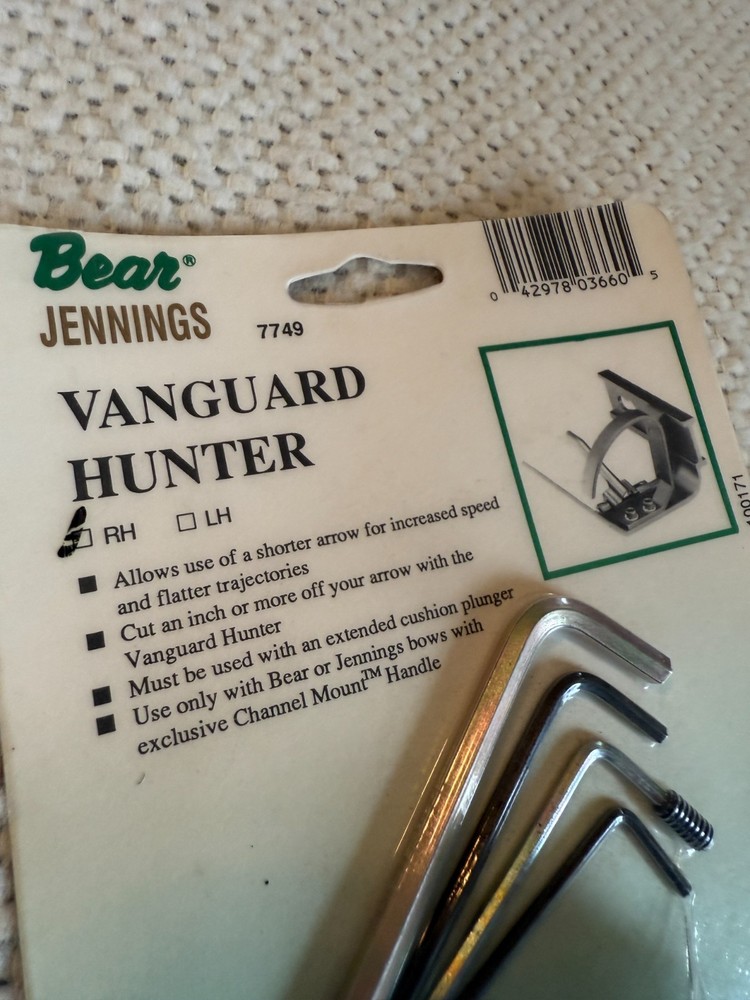 Bear®
JENNINGS
7749
0 42978 03660 5
VANGUARD
HUNTER
RH LH
Allows use of a shorter arrow for increased speed
and flatter trajectories
Cut an inch or more off your arrow with the
Vanguard Hunter
Must be used with an extended cushion plunger
Use only with Bear or Jennings bows with
exclusive Channel Mount™ Handle